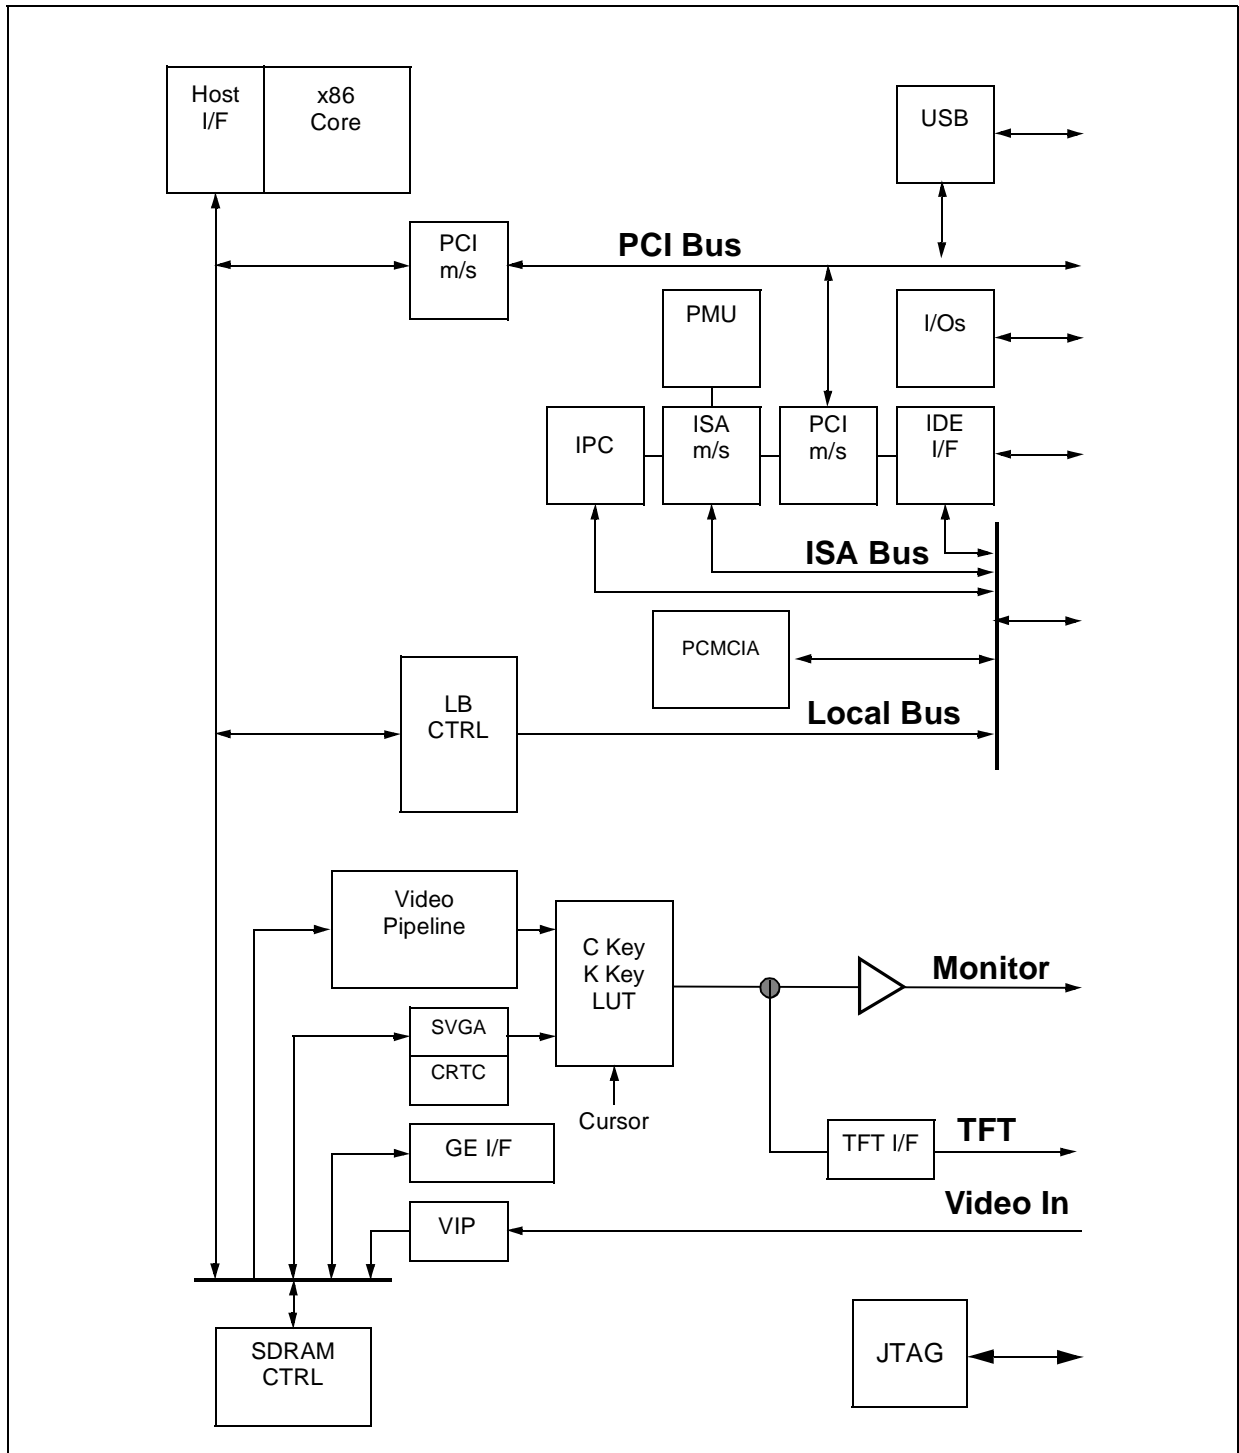 Host
I/F
x86
Core
USB
PCI
m/s
PCI Bus
PMU
I/Os
IPC
ISA
m/s
PCI
m/s
IDE
I/F
ISA Bus
PCMCIA
LB
CTRL
Local Bus
Video
Pipeline
C Key
K Key
LUT
Monitor
SVGA
CRTC
Cursor
GE I/F
TFT I/F
TFT
VIP
Video In
SDRAM
CTRL
JTAG